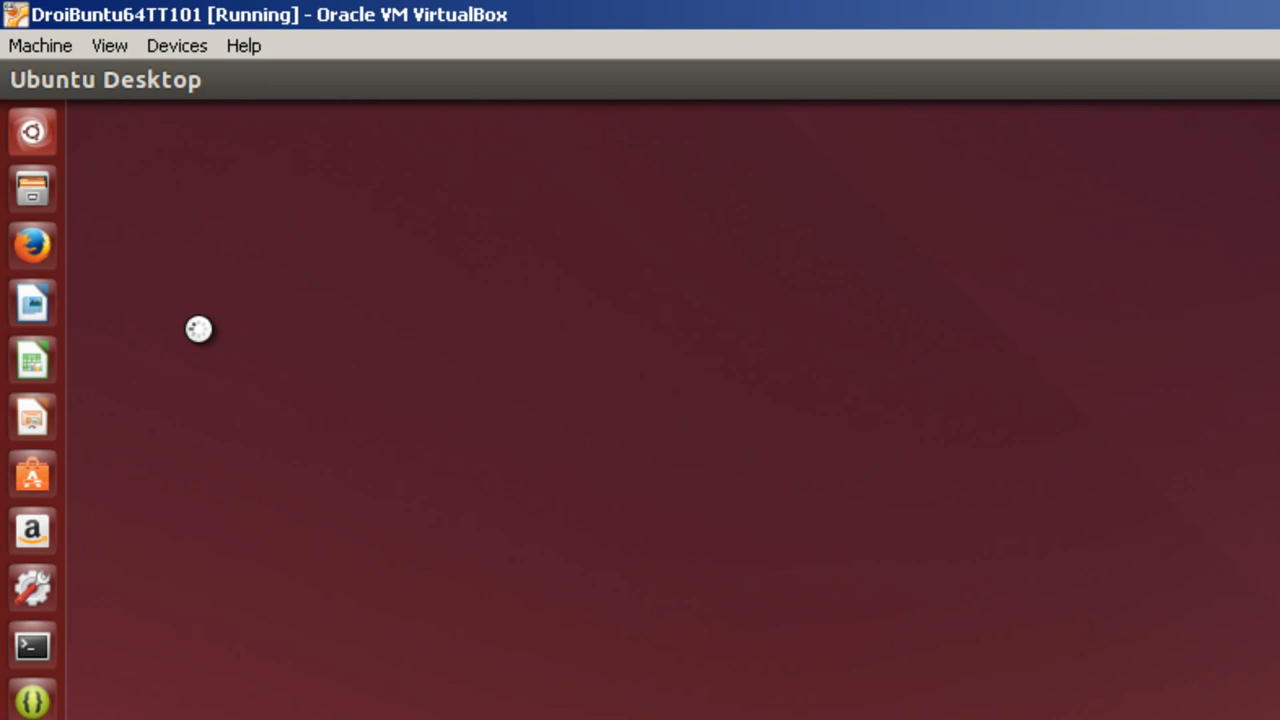 DroiBuntu64TT101 [Running] - Oracle VM VirtualBox
Machine View Devices Help
Ubuntu Desktop
a
>_
{}